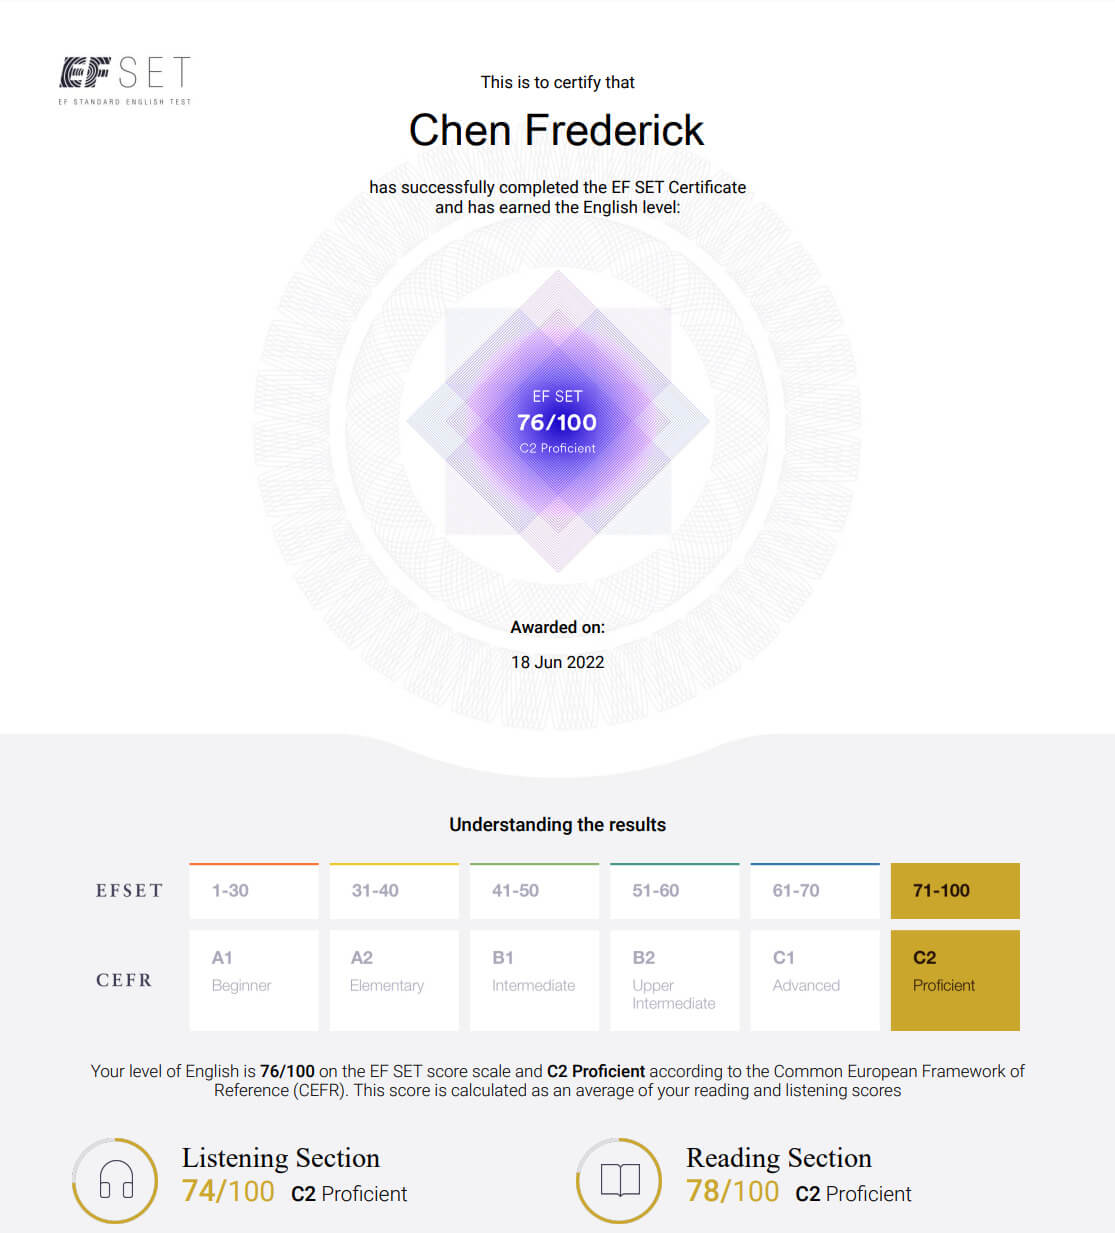 EF SET
EF STANDARD ENGLISH TEST
This is to certify that
Chen Frederick
has successfully completed the EF SET Certificate
and has earned the English level:
EF SET
76/100
C2 Proficient
Awarded on:
18 Jun 2022
Understanding the results
EFSET 1-30 31-40 41-50 51-60 61-70 71-100
CEFR
A1 A2 B1 B2 C1 C2
Beginner Elementary Intermediate Upper Advanced Proficient
Intermediate
Your level of English is 76/100 on the EF SET score scale and C2 Proficient according to the Common European Framework of
Reference (CEFR). This score is calculated as an average of your reading and listening scores
Listening Section
74/100 C2 Proficient
Reading Section
78/100 C2 Proficient